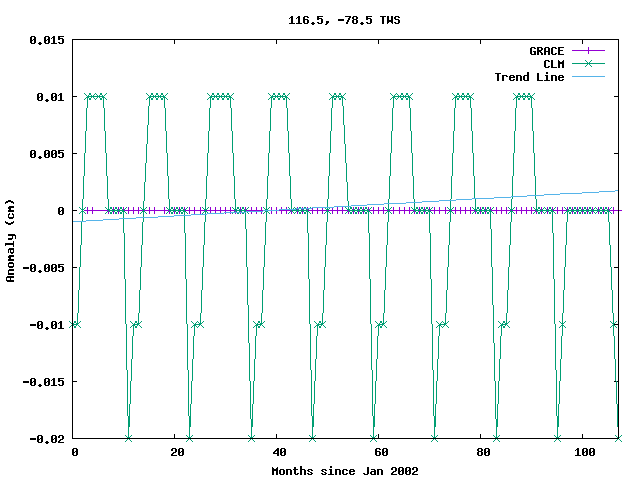 116.5, -78.5 TWS
GRACE
CLM
Trend Line
0.015
0.01
0.005
0
-0.005
-0.01
-0.015
-0.02
Anomaly (cm)
0 20 40 60 80 100
Months since Jan 2002